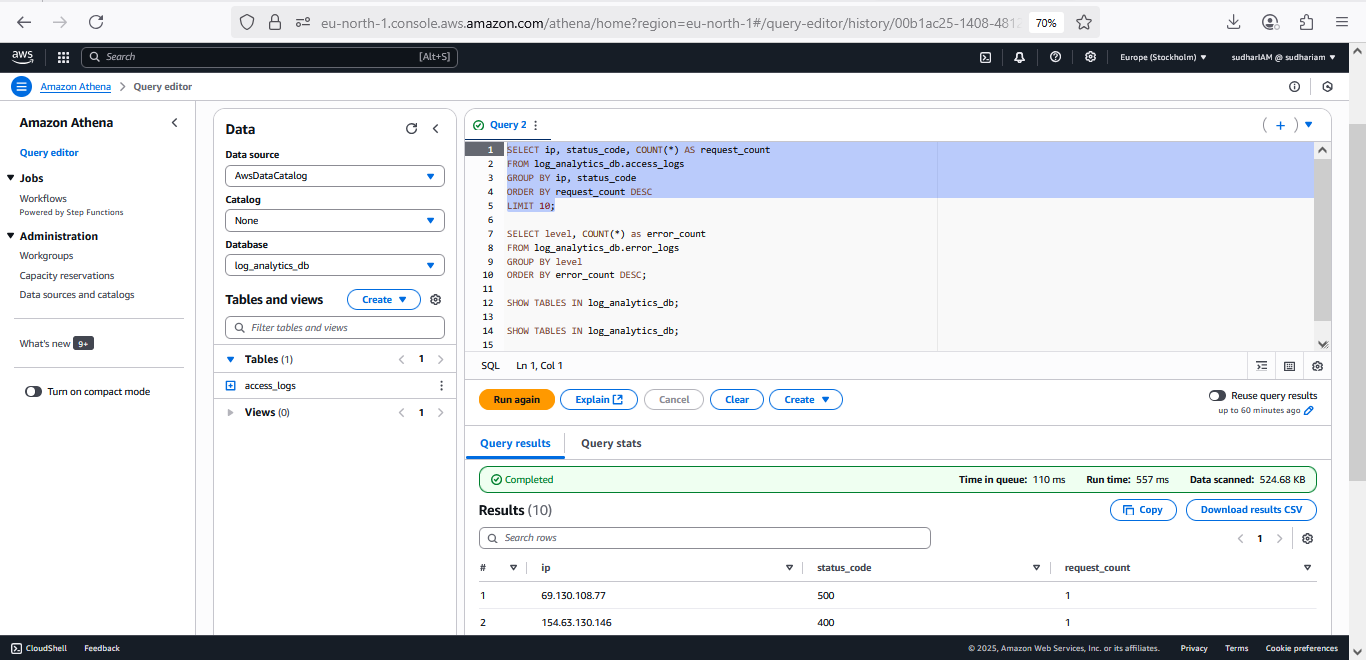 eu-north-1.console.aws.amazon.com/athena/home?region=eu-north-1#/query-editor/history/00b1ac25-1408-4812
70%
aws
Search
[Alt+S]
Europe (Stockholm)
sudharIAM @ sudhariam
Amazon Athena
Query editor
Amazon Athena
Query editor
Jobs
Workflows
Powered by Step Functions
Administration
Workgroups
Capacity reservations
Data sources and catalogs
What's new 9+
Turn on compact mode
Data
Data source
AwsDataCatalog
Catalog
None
Database
log_analytics_db
Tables and views
Create
Filter tables and views
Tables (1)
1
access_logs
Views (0)
1
Query 2
1 SELECT ip, status_code, COUNT(*) AS request_count
2 FROM log_analytics_db.access_logs
3 GROUP BY ip, status_code
4 ORDER BY request_count DESC
5 LIMIT 10;
6
7 SELECT level, COUNT(*) as error_count
8 FROM log_analytics_db.error_logs
9 GROUP BY level
10 ORDER BY error_count DESC;
11
12 SHOW TABLES IN log_analytics_db;
13
14 SHOW TABLES IN log_analytics_db;
15
SQL Ln 1, Col 1
Run again
Explain
Cancel
Clear
Create
Reuse query results
up to 60 minutes ago
Query results
Query stats
Completed
Time in queue: 110 ms
Run time: 557 ms
Data scanned: 524.68 KB
Results (10)
Copy
Download results CSV
Search rows
1
# ip status_code request_count
1 69.130.108.77 500 1
2 154.63.130.146 400 1
CloudShell
Feedback
© 2025, Amazon Web Services, Inc. or its affiliates.
Privacy
Terms
Cookie preferences